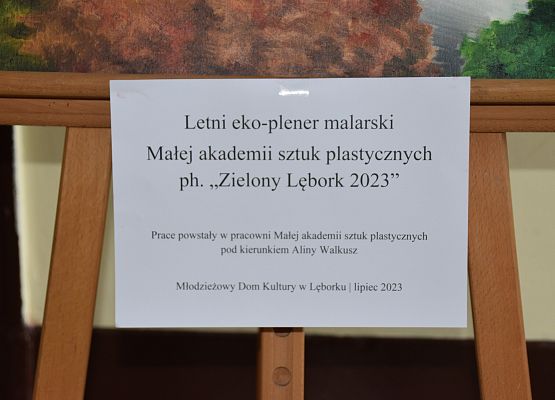 Letni eko-plener malarski
Małej akademii sztuk plastycznych
ph. „Zielony Lębork 2023”
Prace powstały w pracowni Małej akademii sztuk plastycznych
pod kierunkiem Aliny Walkusz
Młodzieżowy Dom Kultury w Lęborku | lipiec 2023